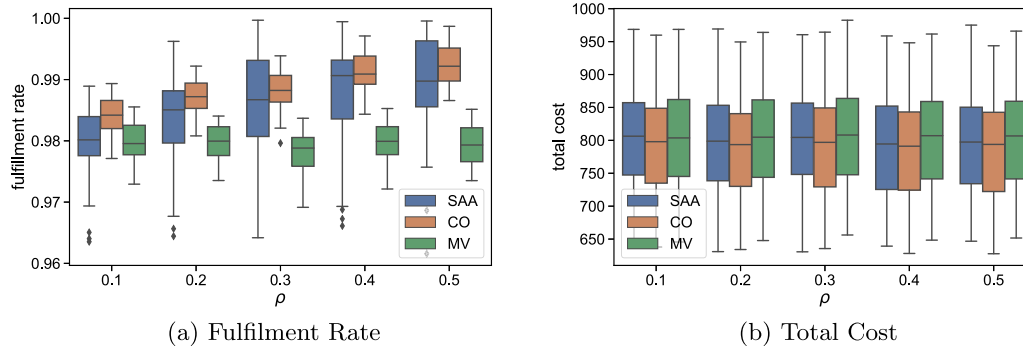 1.00
0.99
0.98
0.97
0.96
fulfillment rate
0.1 0.2 0.3 0.4 0.5
ρ
SAA
CO
MV
(a) Fulfilment Rate
1000
950
900
850
800
750
700
650
total cost
0.1 0.2 0.3 0.4 0.5
ρ
SAA
CO
MV
(b) Total Cost